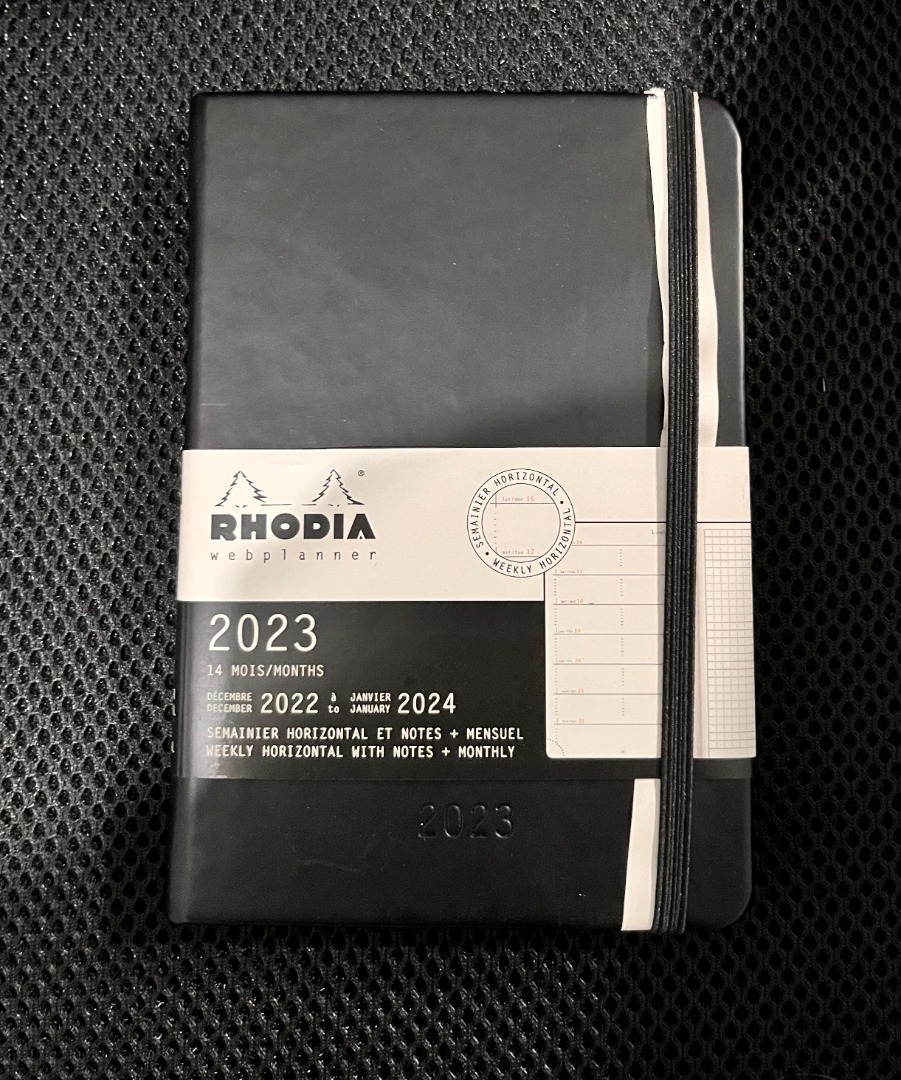 ®
RHODIA
webplanner
SEMAINIER HORIZONTAL • WEEKLY HORIZONTAL •
2023
14 MOIS/MONTHS
DÉCEMBRE 2022 à JANVIER 2024
DECEMBER to JANUARY
SEMAINIER HORIZONTAL ET NOTES + MENSUEL
WEEKLY HORIZONTAL WITH NOTES + MONTHLY
2023